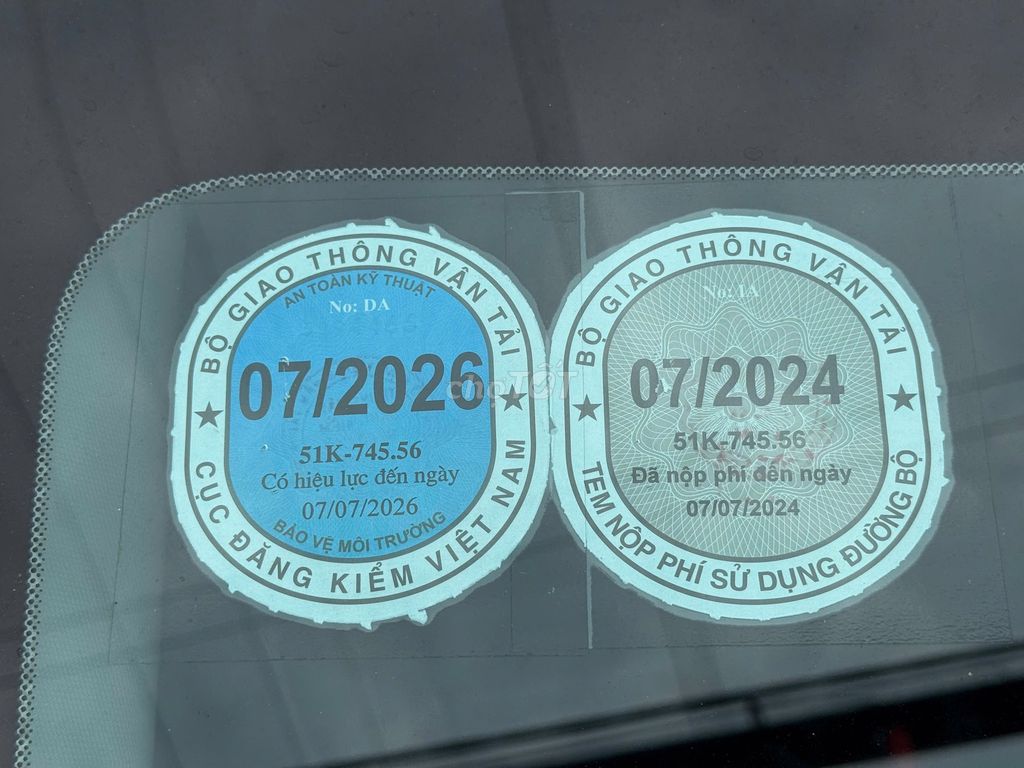 BỘ GIAO THÔNG VẬN TẢI
AN TOÀN KỸ THUẬT
No: DA
07/2026
51K-745.56
Có hiệu lực đến ngày
07/07/2026
BẢO VỆ MÔI TRƯỜNG
CỤC ĐĂNG KIỂM VIỆT NAM
chợTỐT
BỘ GIAO THÔNG VẬN TẢI
No: IA
07/2024
51K-745.56
Đã nộp phí đến ngày
07/07/2024
TEM NỘP PHÍ SỬ DỤNG ĐƯỜNG BỘ